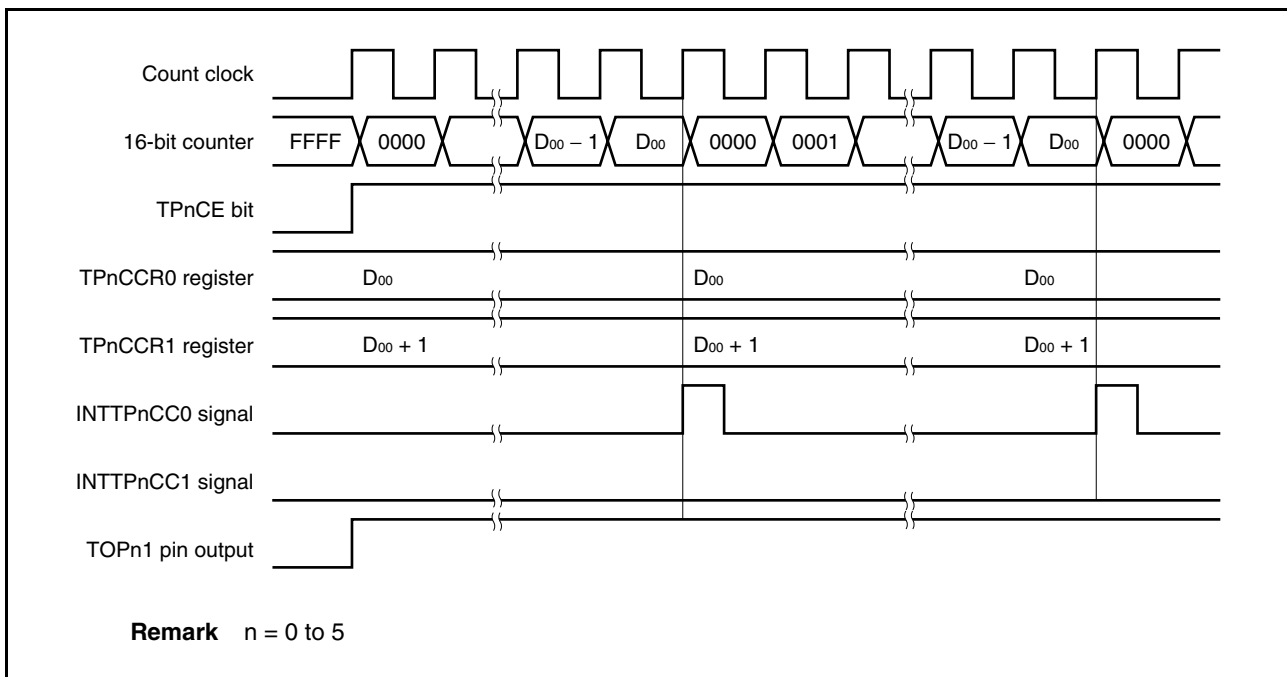 Count clock
16-bit counter FFFF 0000 D00 − 1 D00 0000 0001 D00 − 1 D00 0000
TPnCE bit
TPnCCR0 register D00 D00 D00
TPnCCR1 register D00 + 1 D00 + 1 D00 + 1
INTTPnCC0 signal
INTTPnCC1 signal
TOPn1 pin output
Remark n = 0 to 5